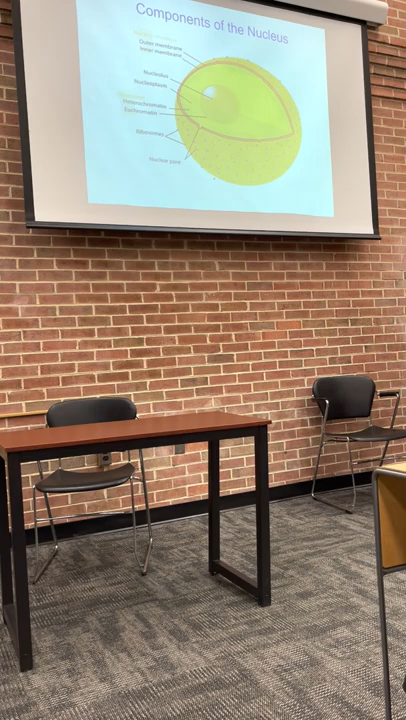 Components of the Nucleus
Outer membrane
Inner membrane
Nucleolus
Nucleoplasm
Heterochromatin
Euchromatin
Ribosomes
Nuclear pore